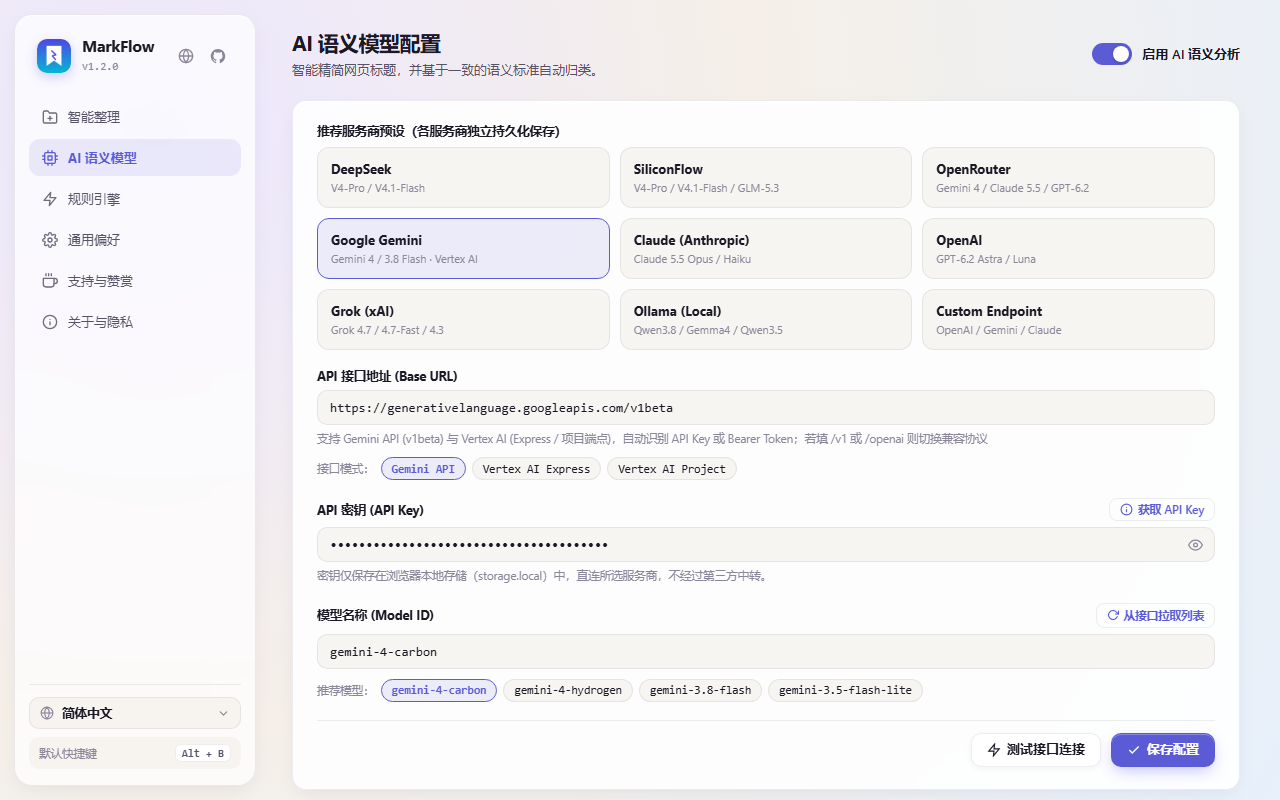 MarkFlow
v1.2.0
智能整理
AI 语义模型
规则引擎
通用偏好
支持与赞赏
关于与隐私
简体中文
默认快捷键
Alt + B
AI 语义模型配置
智能精简网页标题，并基于一致的语义标准自动归类。
启用 AI 语义分析
推荐服务商预设（各服务商独立持久化保存）
DeepSeek
V4-Pro / V4.1-Flash
SiliconFlow
V4-Pro / V4.1-Flash / GLM-5.3
OpenRouter
Gemini 4 / Claude 5.5 / GPT-6.2
Google Gemini
Gemini 4 / 3.8 Flash · Vertex AI
Claude (Anthropic)
Claude 5.5 Opus / Haiku
OpenAI
GPT-6.2 Astra / Luna
Grok (xAI)
Grok 4.7 / 4.7-Fast / 4.3
Ollama (Local)
Qwen3.8 / Gemma4 / Qwen3.5
Custom Endpoint
OpenAI / Gemini / Claude
API 接口地址 (Base URL)
https://generativelanguage.googleapis.com/v1beta
支持 Gemini API (v1beta) 与 Vertex AI (Express / 项目端点)，自动识别 API Key 或 Bearer Token；若填 /v1 或 /openai 则切换兼容协议
接口模式：
Gemini API
Vertex AI Express
Vertex AI Project
API 密钥 (API Key)
获取 API Key
••••••••••••••••••••••••••••••••••••••
密钥仅保存在浏览器本地存储（storage.local）中，直连所选服务商，不经过第三方中转。
模型名称 (Model ID)
从接口拉取列表
gemini-4-carbon
推荐模型：
gemini-4-carbon
gemini-4-hydrogen
gemini-3.8-flash
gemini-3.5-flash-lite
测试接口连接
保存配置